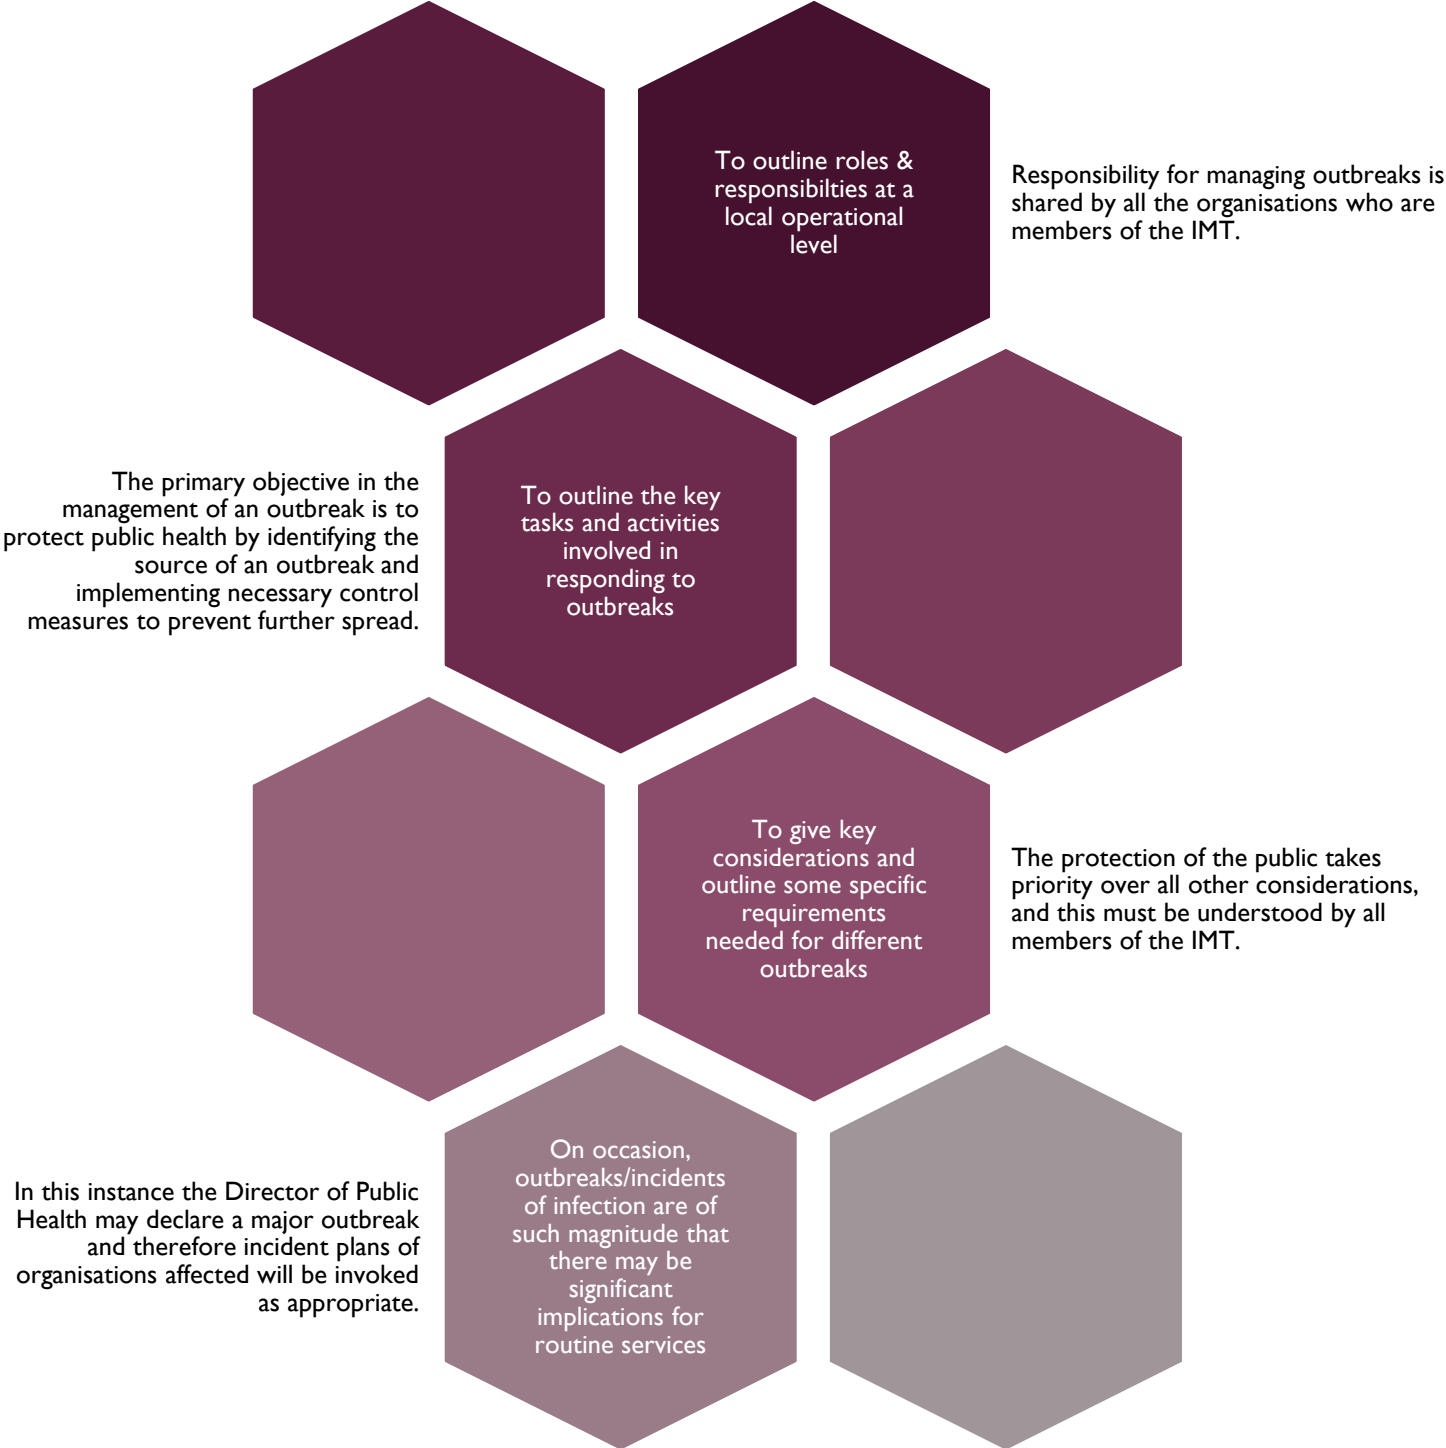 To outline roles &
responsibilties at a
local operational
level
Responsibility for managing outbreaks is
shared by all the organisations who are
members of the IMT.
The primary objective in the
management of an outbreak is to
protect public health by identifying the
source of an outbreak and
implementing necessary control
measures to prevent further spread.
To outline the key
tasks and activities
involved in
responding to
outbreaks
To give key
considerations and
outline some specific
requirements
needed for different
outbreaks
The protection of the public takes
priority over all other considerations,
and this must be understood by all
members of the IMT.
In this instance the Director of Public
Health may declare a major outbreak
and therefore incident plans of
organisations affected will be invoked
as appropriate.
On occasion,
outbreaks/incidents
of infection are of
such magnitude that
there may be
significant
implications for
routine services